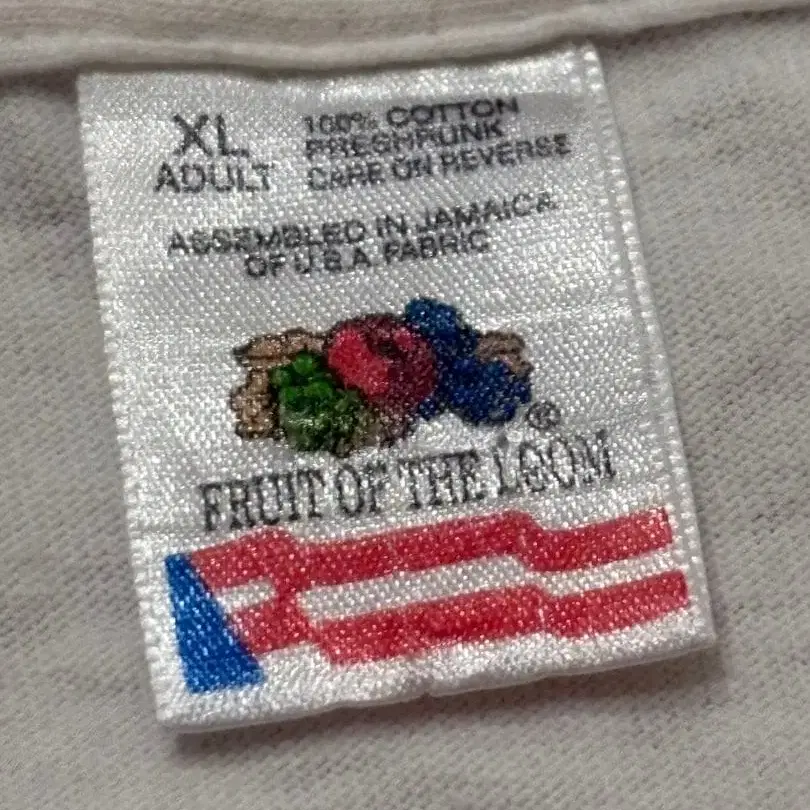 XL
ADULT
100% COTTON
PRESHRUNK
CARE ON REVERSE
ASSEMBLED IN JAMAICA
OF U.S.A. FABRIC
®
FRUIT OF THE LOOM